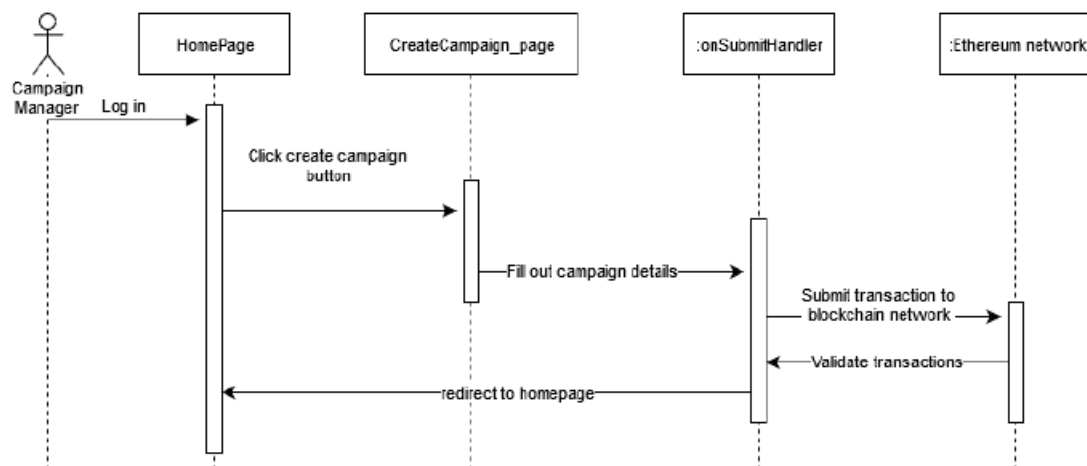 HomePage
CreateCampaign_page
:onSubmitHandler
:Ethereum network
Campaign
Manager
Log in
Click create campaign
button
Fill out campaign details
Submit transaction to
blockchain network
Validate transactions
redirect to homepage